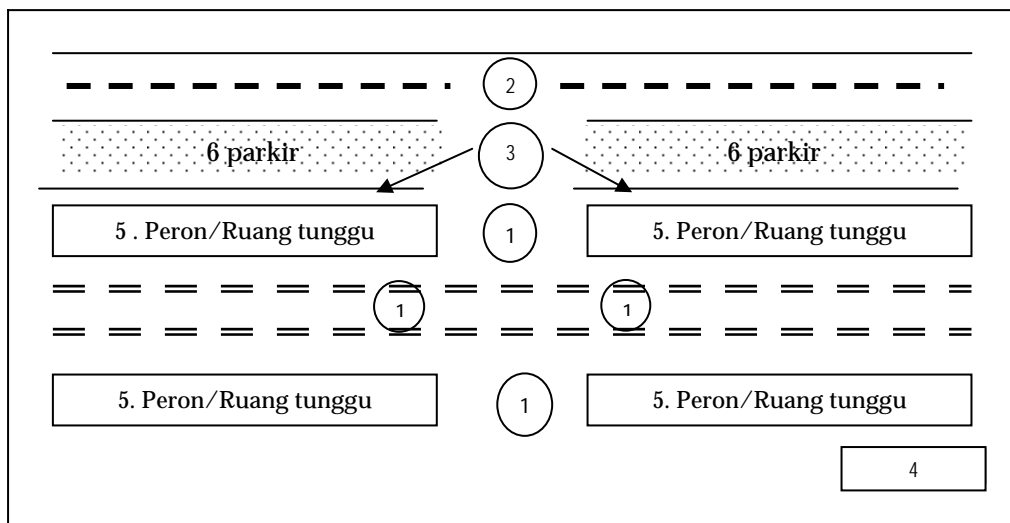 2
6 parkir 3 6 parkir
5 . Peron/Ruang tunggu 1 5. Peron/Ruang tunggu
1 1
5. Peron/Ruang tunggu 1 5. Peron/Ruang tunggu
4